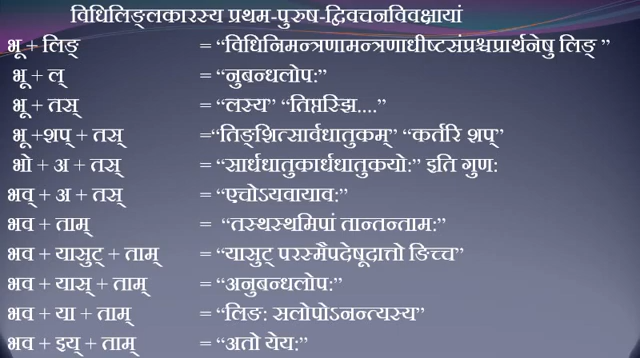 विधिलिङ्लकारस्य प्रथम-पुरुष-द्विवचनविवक्षायां
भू + लिङ् = “विधिनिमन्त्रणामन्त्रणाधीष्टसंप्रश्नप्रार्थनेषु लिङ् ”
भू + ल् = “नुबन्धलोप:”
भू + तस् = “लस्य” “तिप्तस्झि....”
भू +शप् + तस् =“तिङ्शित्सार्वधातुकम्” “कर्तरि शप्”
भो + अ + तस् = “सार्धधातुकार्धधातुकयो:” इति गुण:
भव् + अ + तस् = “एचोऽयवायाव:”
भव + ताम् = “तस्थस्थमिपां तान्तन्ताम:”
भव + यासुट् + ताम् = “यासुट् परस्मैपदेषूदात्तो ङिच्च”
भव + यास् + ताम् = “अनुबन्धलोप:”
भव + या + ताम् = “लिङ: सलोपोऽनन्त्यस्य”
भव + इय् + ताम् = “अतो येय:”